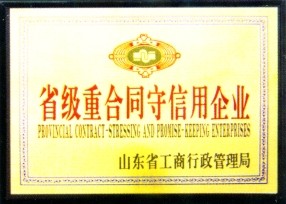 省级重合同守信用企业
PROVINCIAL CONTRACT-STRESSING AND PROMISE-KEEPING ENTERPRISES
山东省工商行政管理局